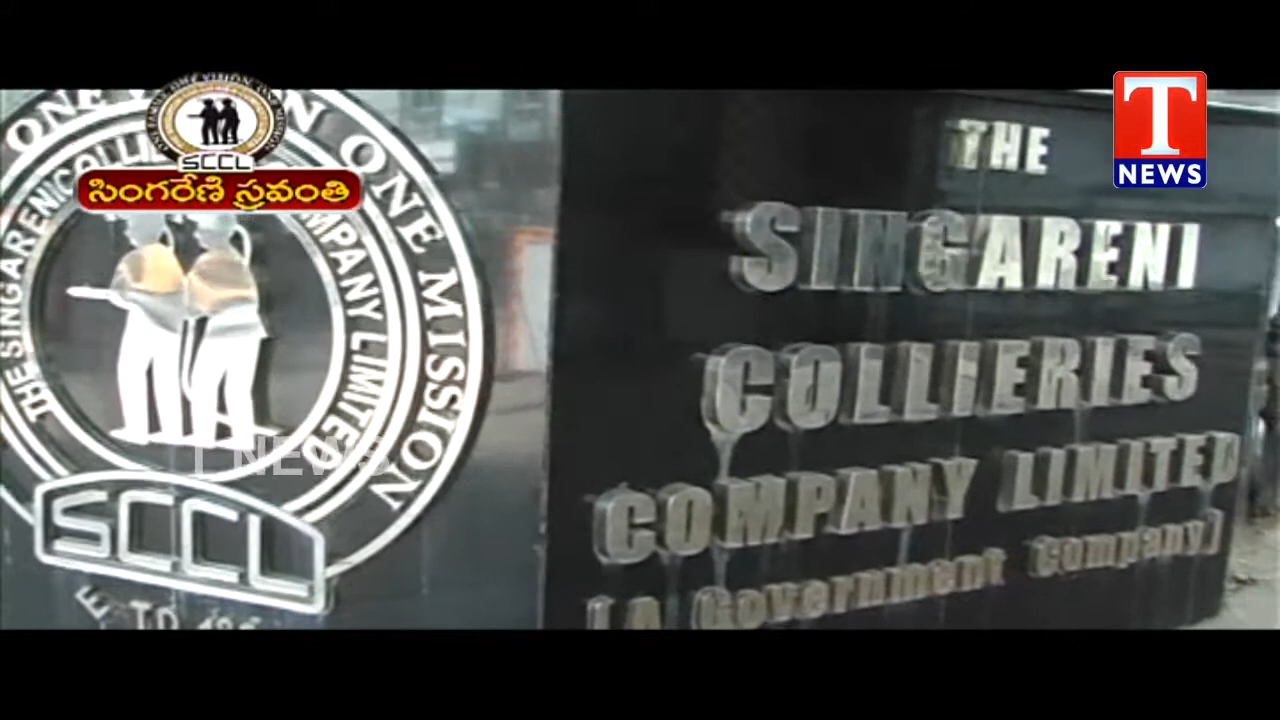 SCCL
సింగరేణి స్రవంతి
T
NEWS
ONE VISION ONE MISSION
THE SINGARENI COLLIERIES COMPANY LIMITED
SCCL
THE
SINGARENI
COLLIERIES
COMPANY LIMITED
[A Government Company]
T NEWS